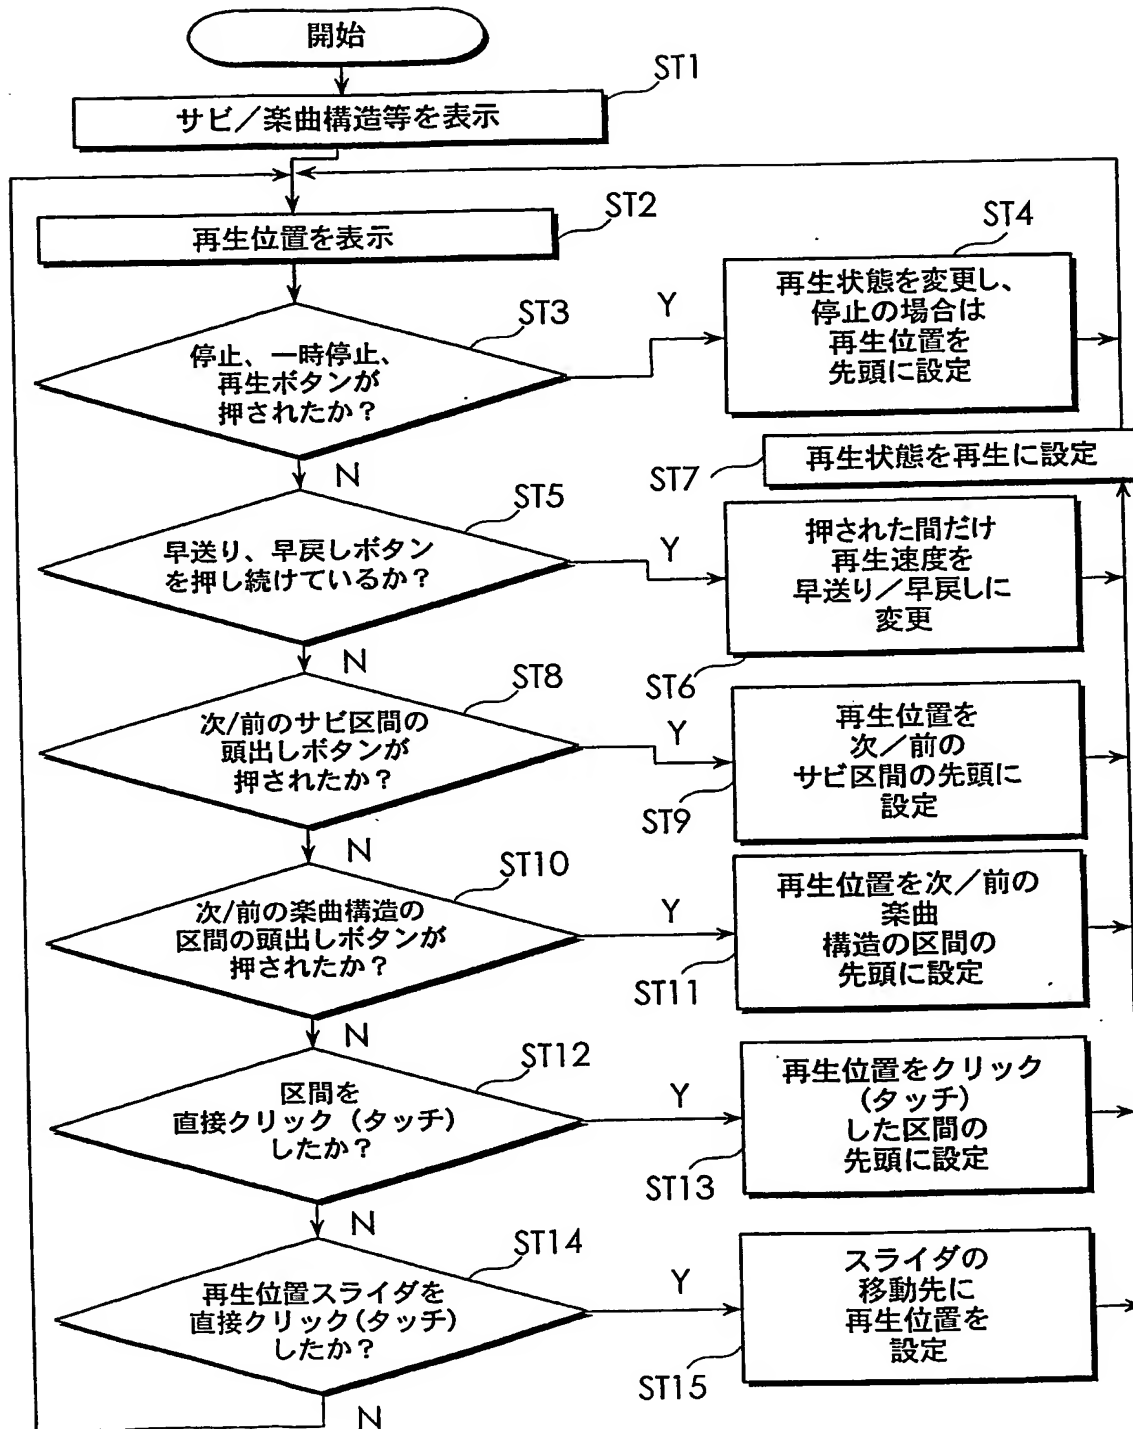 開始
ST1
サビ／楽曲構造等を表示
ST2
再生位置を表示
ST3
停止、一時停止、
再生ボタンが
押されたか？
Y
N
ST4
再生状態を変更し、
停止の場合は
再生位置を
先頭に設定
ST7
再生状態を再生に設定
ST5
早送り、早戻しボタン
を押し続けているか？
Y
N
押された間だけ
再生速度を
早送り／早戻しに
変更
ST6
ST8
次/前のサビ区間の
頭出しボタンが
押されたか？
Y
N
再生位置を
次／前の
サビ区間の先頭に
設定
ST9
ST10
次/前の楽曲構造の
区間の頭出しボタンが
押されたか？
Y
N
再生位置を次／前の
楽曲
構造の区間の
先頭に設定
ST11
ST12
区間を
直接クリック（タッチ）
したか？
Y
N
再生位置をクリック
（タッチ）
した区間の
先頭に設定
ST13
ST14
再生位置スライダを
直接クリック（タッチ）
したか？
Y
N
スライダの
移動先に
再生位置を
設定
ST15